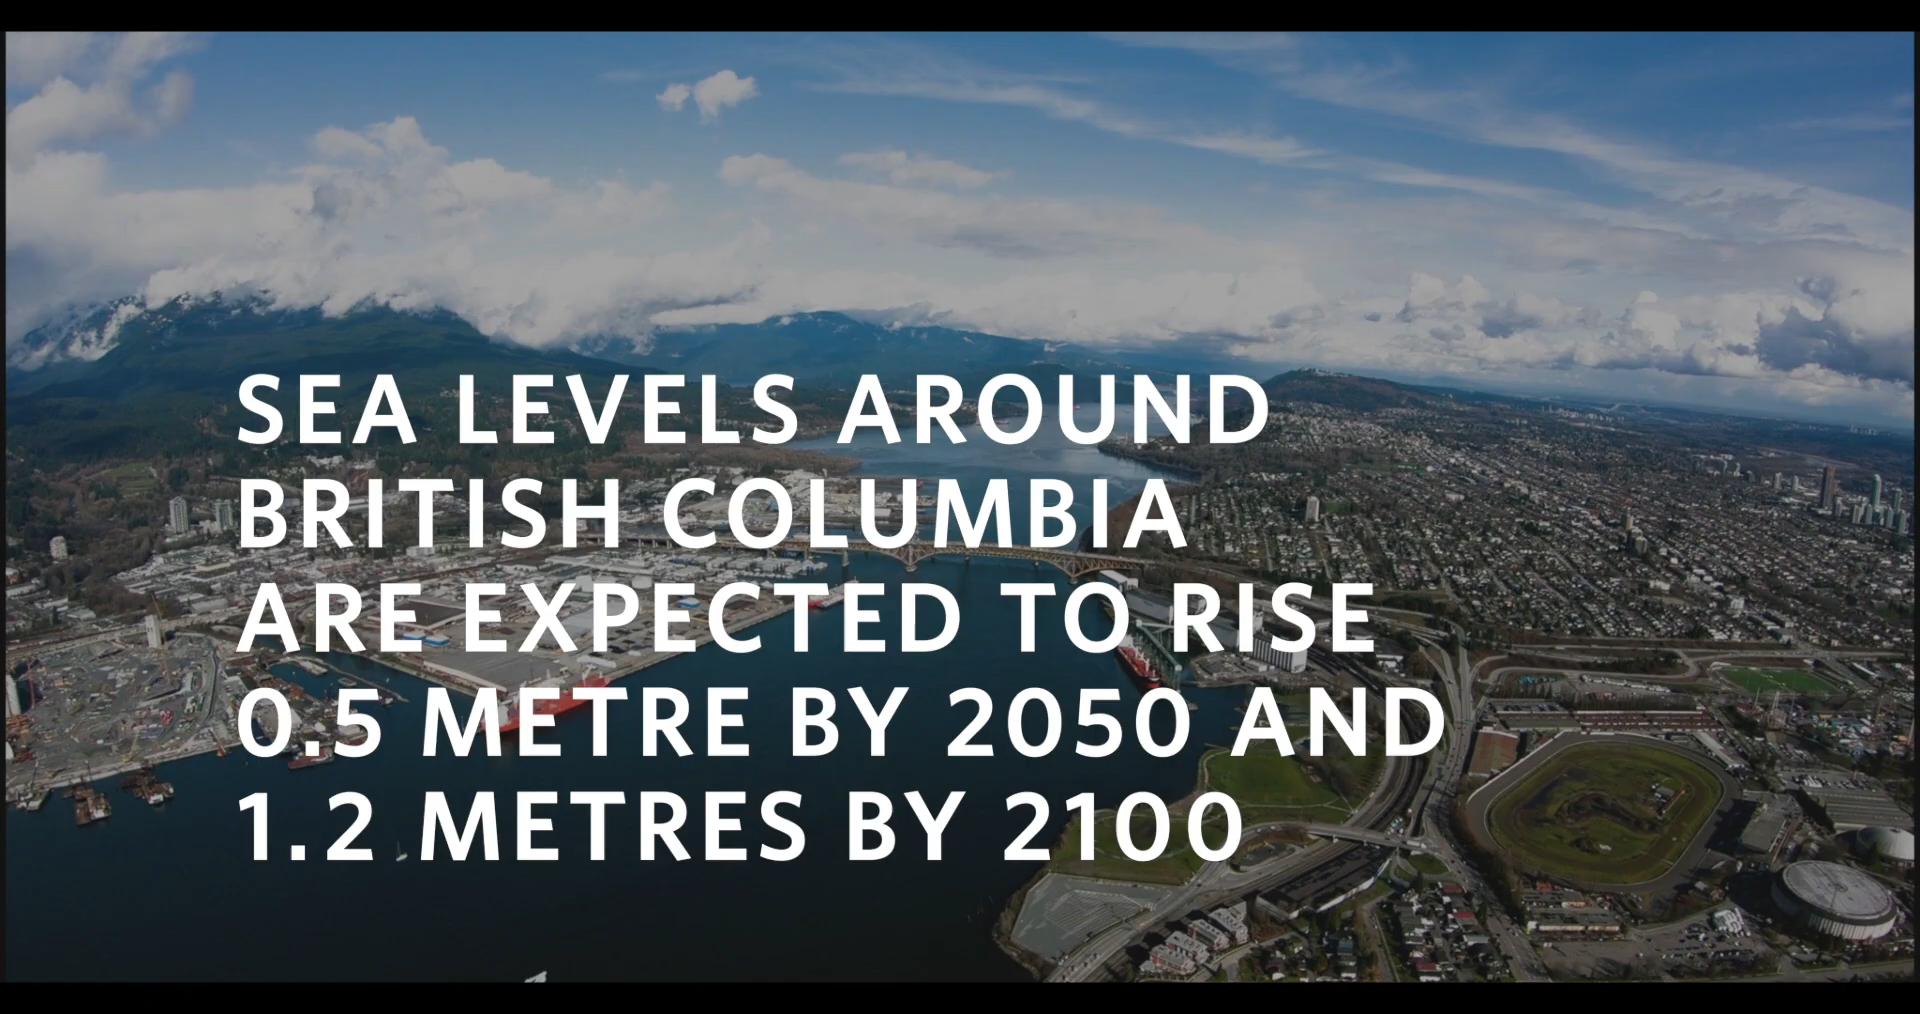 SEA LEVELS AROUND
BRITISH COLUMBIA
ARE EXPECTED TO RISE
0.5 METRE BY 2050 AND
1.2 METRES BY 2100